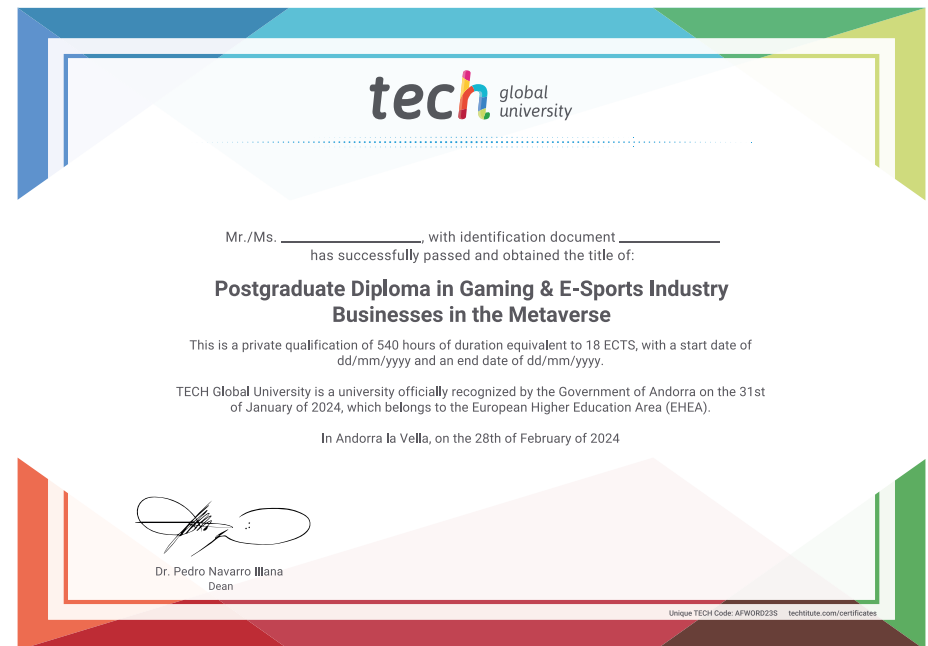 tech global
university
Mr./Ms. ____________, with identification document ____________
has successfully passed and obtained the title of:
Postgraduate Diploma in Gaming & E-Sports Industry
Businesses in the Metaverse
This is a private qualification of 540 hours of duration equivalent to 18 ECTS, with a start date of
dd/mm/yyyy and an end date of dd/mm/yyyy.
TECH Global University is a university officially recognized by the Government of Andorra on the 31st
of January of 2024, which belongs to the European Higher Education Area (EHEA).
In Andorra la Vella, on the 28th of February of 2024
Dr. Pedro Navarro Illana
Dean
Unique TECH Code: AFWORD23S techtitute.com/certificates